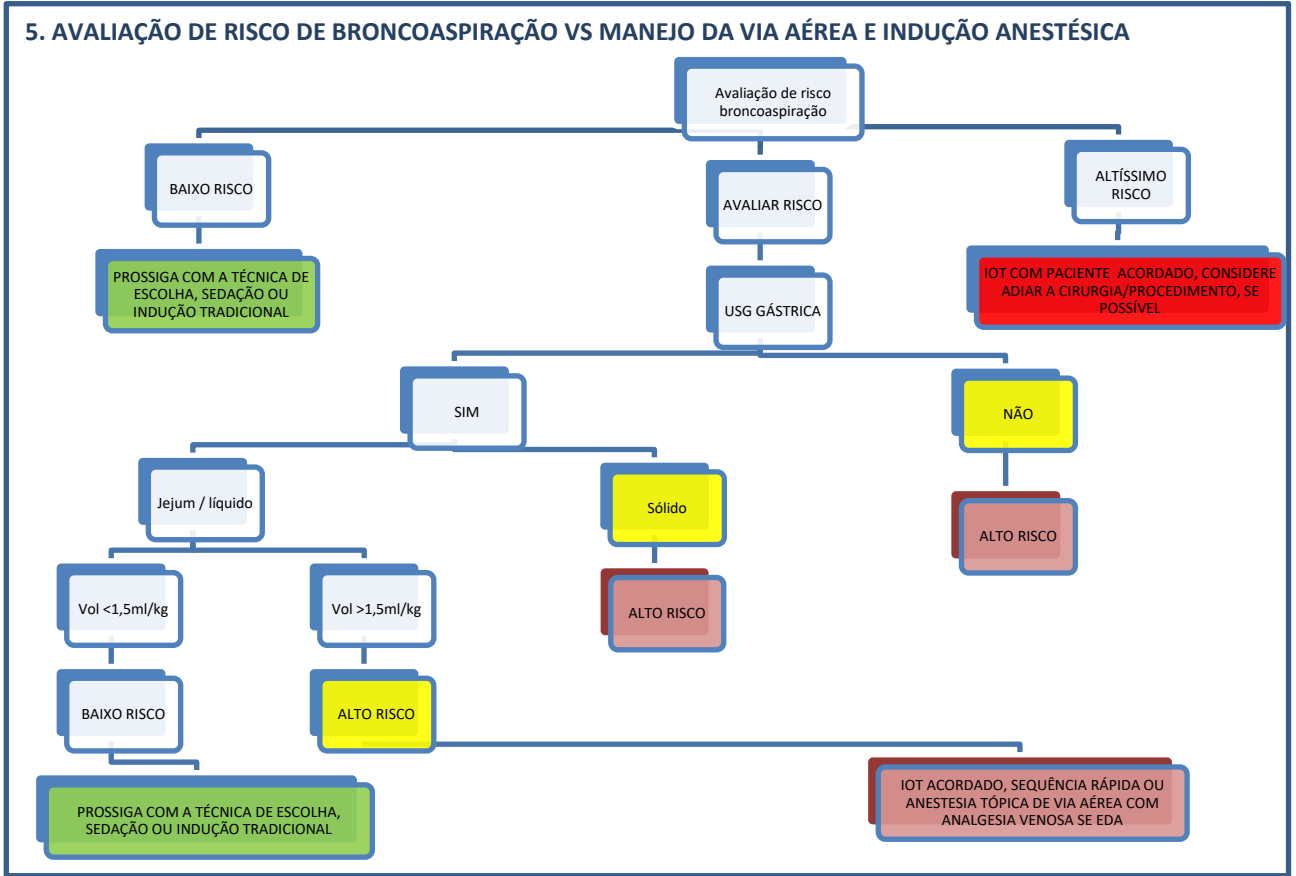 5. AVALIAÇÃO DE RISCO DE BRONCOASPIRAÇÃO VS MANEJO DA VIA AÉREA E INDUÇÃO ANESTÉSICA
Avaliação de risco
broncoaspiração
BAIXO RISCO
AVALIAR RISCO
ALTÍSSIMO
RISCO
PROSSIGA COM A TÉCNICA DE
ESCOLHA, SEDAÇÃO OU
INDUÇÃO TRADICIONAL
USG GÁSTRICA
IOT COM PACIENTE ACORDADO, CONSIDERE
ADIAR A CIRURGIA/PROCEDIMENTO, SE
POSSÍVEL
SIM
NÃO
Jejum / líquido
Sólido
ALTO RISCO
Vol <1,5ml/kg
Vol >1,5ml/kg
ALTO RISCO
BAIXO RISCO
ALTO RISCO
PROSSIGA COM A TÉCNICA DE ESCOLHA,
SEDAÇÃO OU INDUÇÃO TRADICIONAL
IOT ACORDADO, SEQUÊNCIA RÁPIDA OU
ANESTESIA TÓPICA DE VIA AÉREA COM
ANALGESIA VENOSA SE EDA